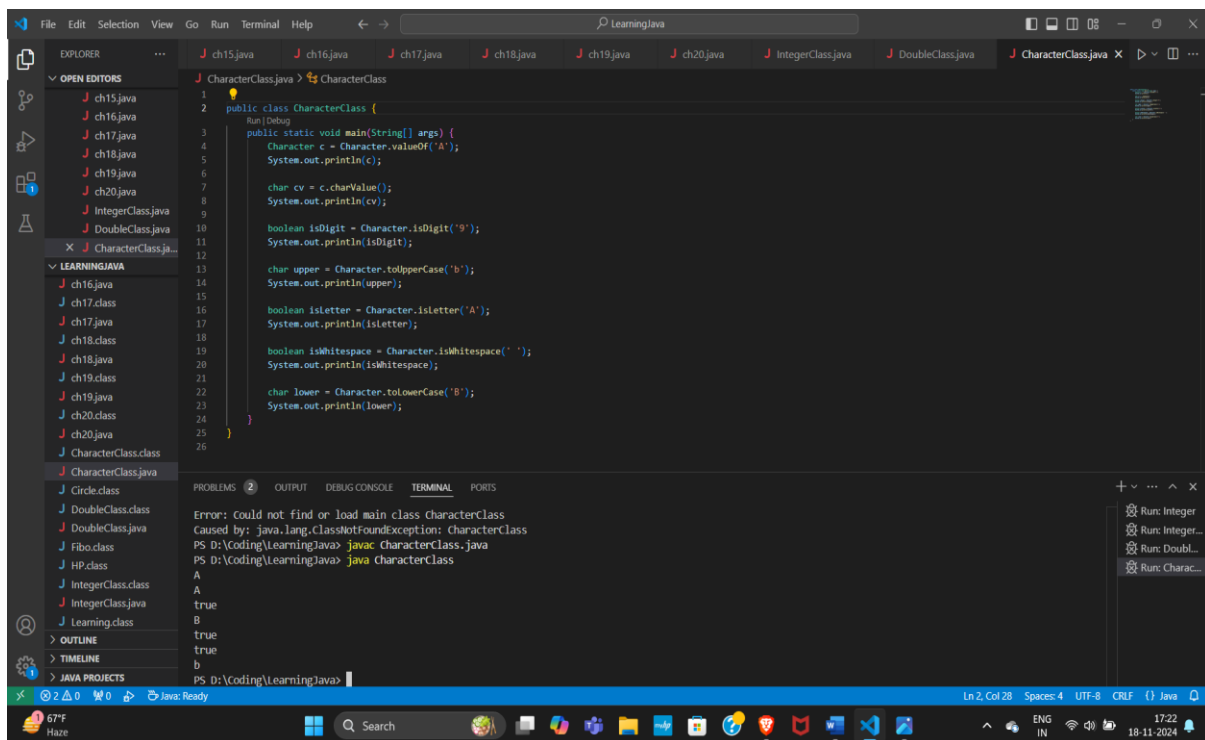 File Edit Selection View Go Run Terminal Help
LearningJava
EXPLORER
ch15.java ch16.java ch17.java ch18.java ch19.java ch20.java IntegerClass.java DoubleClass.java CharacterClass.java
OPEN EDITORS
ch15.java
ch16.java
ch17.java
ch18.java
ch19.java
ch20.java
IntegerClass.java
DoubleClass.java
CharacterClass.ja...
LEARNINGJAVA
ch16.java
ch17.class
ch17.java
ch18.class
ch18.java
ch19.class
ch19.java
ch20.class
ch20.java
CharacterClass.class
CharacterClass.java
Circle.class
DoubleClass.class
DoubleClass.java
Fibo.class
HP.class
IntegerClass.class
IntegerClass.java
Learning.class
OUTLINE
TIMELINE
JAVA PROJECTS
CharacterClass.java > CharacterClass
1
2 public class CharacterClass {
Run | Debug
3 public static void main(String[] args) {
4 Character c = Character.valueOf('A');
5 System.out.println(c);
6
7 char cv = c.charValue();
8 System.out.println(cv);
9
10 boolean isDigit = Character.isDigit('9');
11 System.out.println(isDigit);
12
13 char upper = Character.toUpperCase('b');
14 System.out.println(upper);
15
16 boolean isLetter = Character.isLetter('A');
17 System.out.println(isLetter);
18
19 boolean isWhitespace = Character.isWhitespace(' ');
20 System.out.println(isWhitespace);
21
22 char lower = Character.toLowerCase('B');
23 System.out.println(lower);
24 }
25 }
26
PROBLEMS 2 OUTPUT DEBUG CONSOLE TERMINAL PORTS
Error: Could not find or load main class CharacterClass
Caused by: java.lang.ClassNotFoundException: CharacterClass
PS D:\Coding\LearningJava> javac CharacterClass.java
PS D:\Coding\LearningJava> java CharacterClass
A
A
true
B
true
true
b
PS D:\Coding\LearningJava>
Run: Integer
Run: Integer...
Run: Doubl...
Run: Charac...
2 0 0 Java: Ready
Ln 2, Col 28 Spaces: 4 UTF-8 CRLF {} Java
67°F
Haze
Search
ENG
IN
17:22
18-11-2024